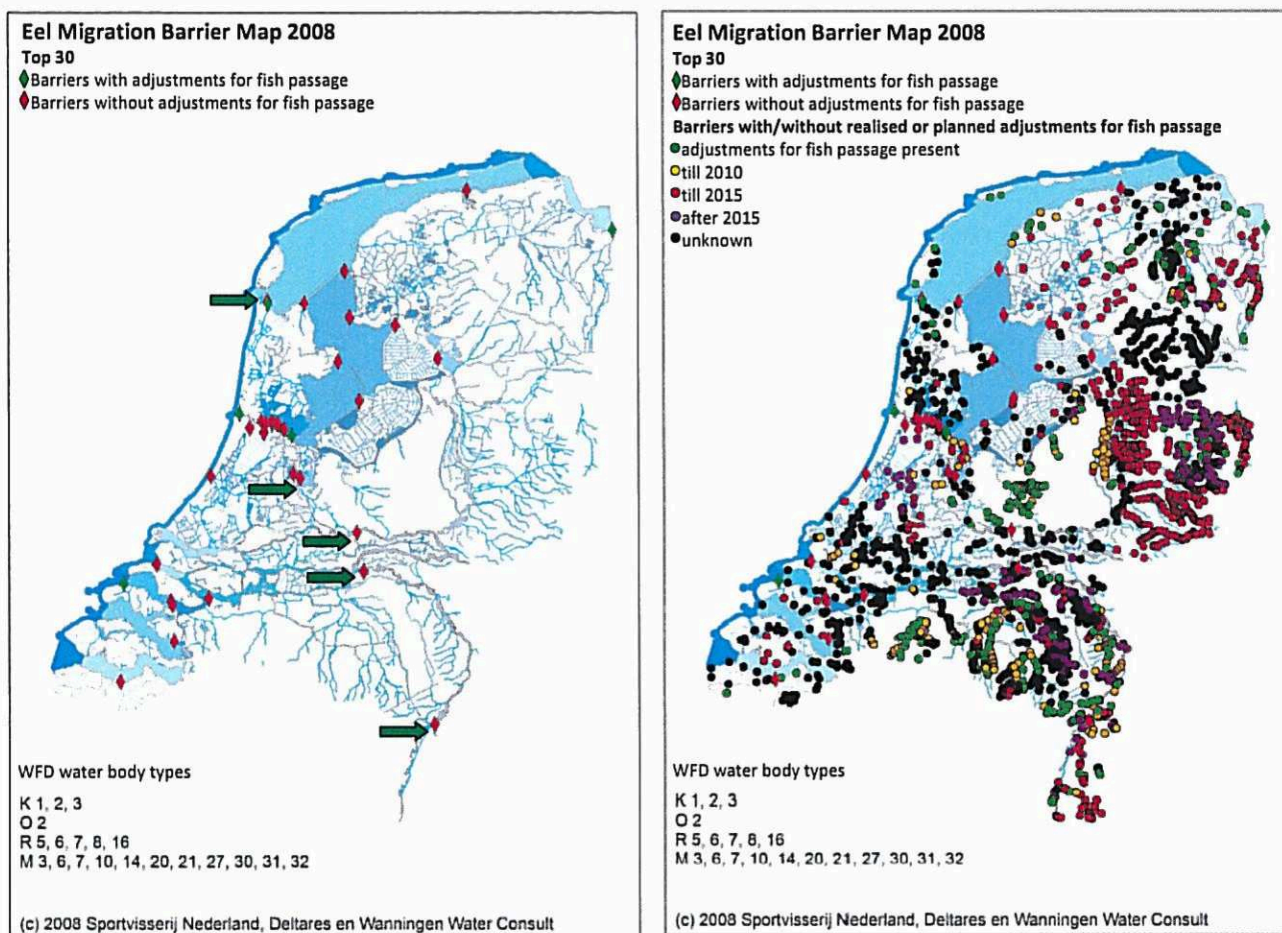 Eel Migration Barrier Map 2008
Top 30
Barriers with adjustments for fish passage
Barriers without adjustments for fish passage
WFD water body types
K 1, 2, 3
O 2
R 5, 6, 7, 8, 16
M 3, 6, 7, 10, 14, 20, 21, 27, 30, 31, 32
(c) 2008 Sportvisserij Nederland, Deltares en Wanningen Water Consult
Eel Migration Barrier Map 2008
Top 30
Barriers with adjustments for fish passage
Barriers without adjustments for fish passage
Barriers with/without realised or planned adjustments for fish passage
adjustments for fish passage present
till 2010
till 2015
after 2015
unknown
WFD water body types
K 1, 2, 3
O 2
R 5, 6, 7, 8, 16
M 3, 6, 7, 10, 14, 20, 21, 27, 30, 31, 32
(c) 2008 Sportvisserij Nederland, Deltares en Wanningen Water Consult